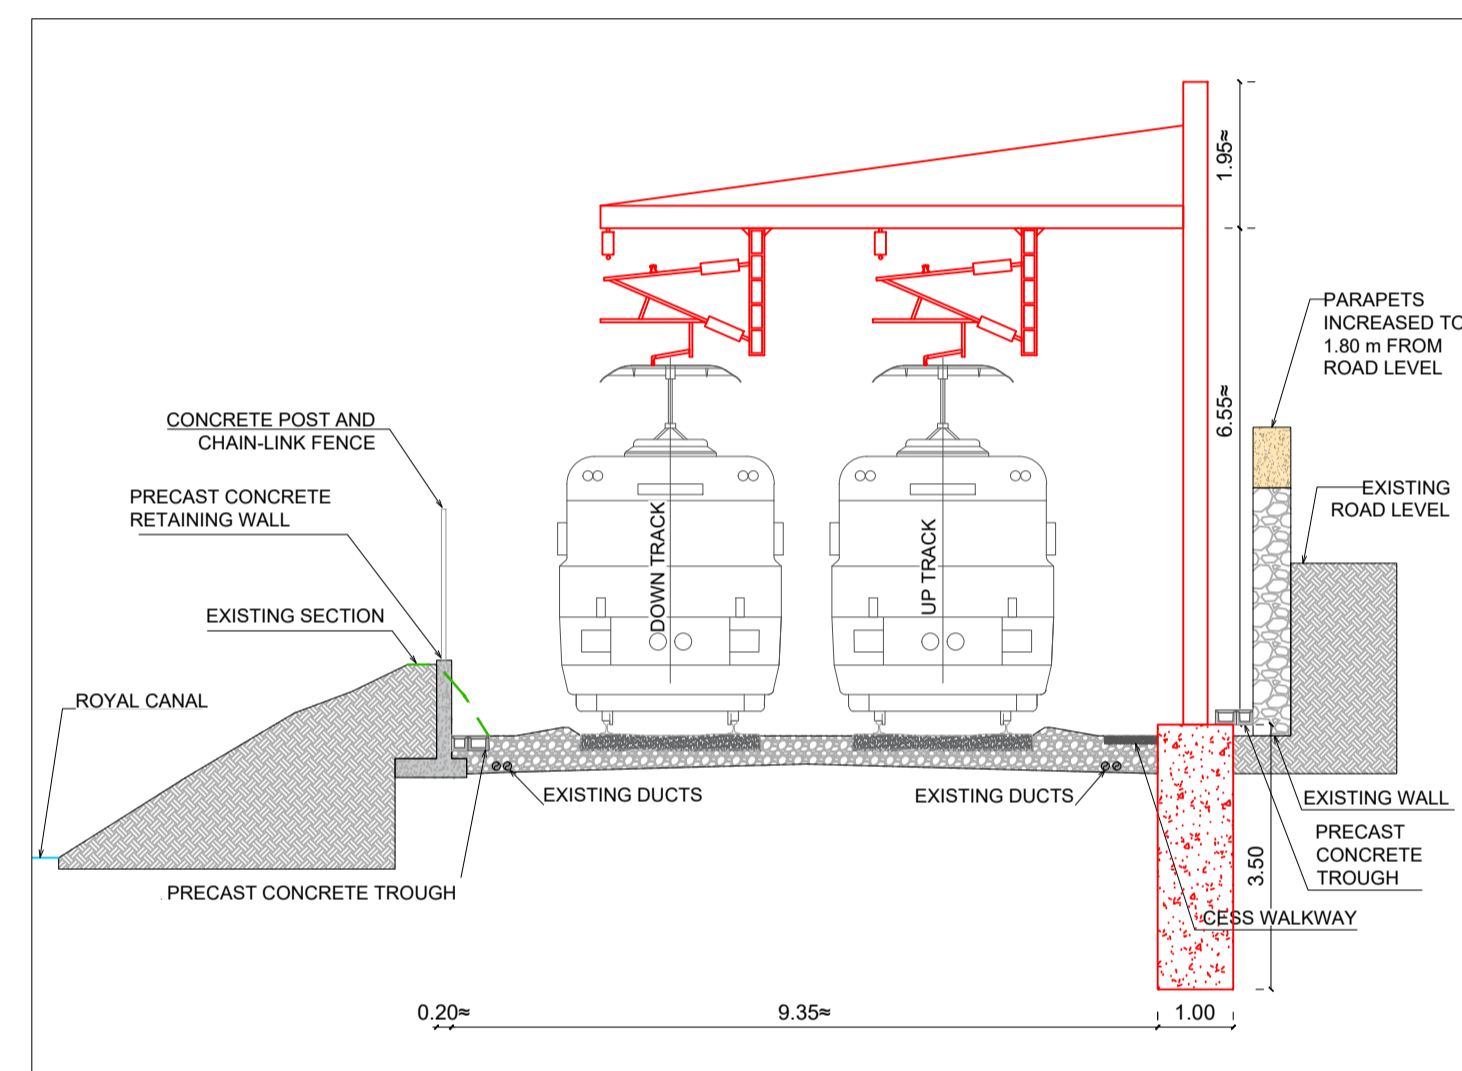 1.95≈
PARAPETS
INCREASED TO
1.80 m FROM
ROAD LEVEL
6.55≈
CONCRETE POST AND
CHAIN-LINK FENCE
PRECAST CONCRETE
RETAINING WALL
EXISTING
ROAD LEVEL
DOWN TRACK
UP TRACK
EXISTING SECTION
ROYAL CANAL
EXISTING DUCTS
EXISTING DUCTS
EXISTING WALL
PRECAST
CONCRETE
TROUGH
3.50
PRECAST CONCRETE TROUGH
CESS WALKWAY
0.20≈
9.35≈
1.00